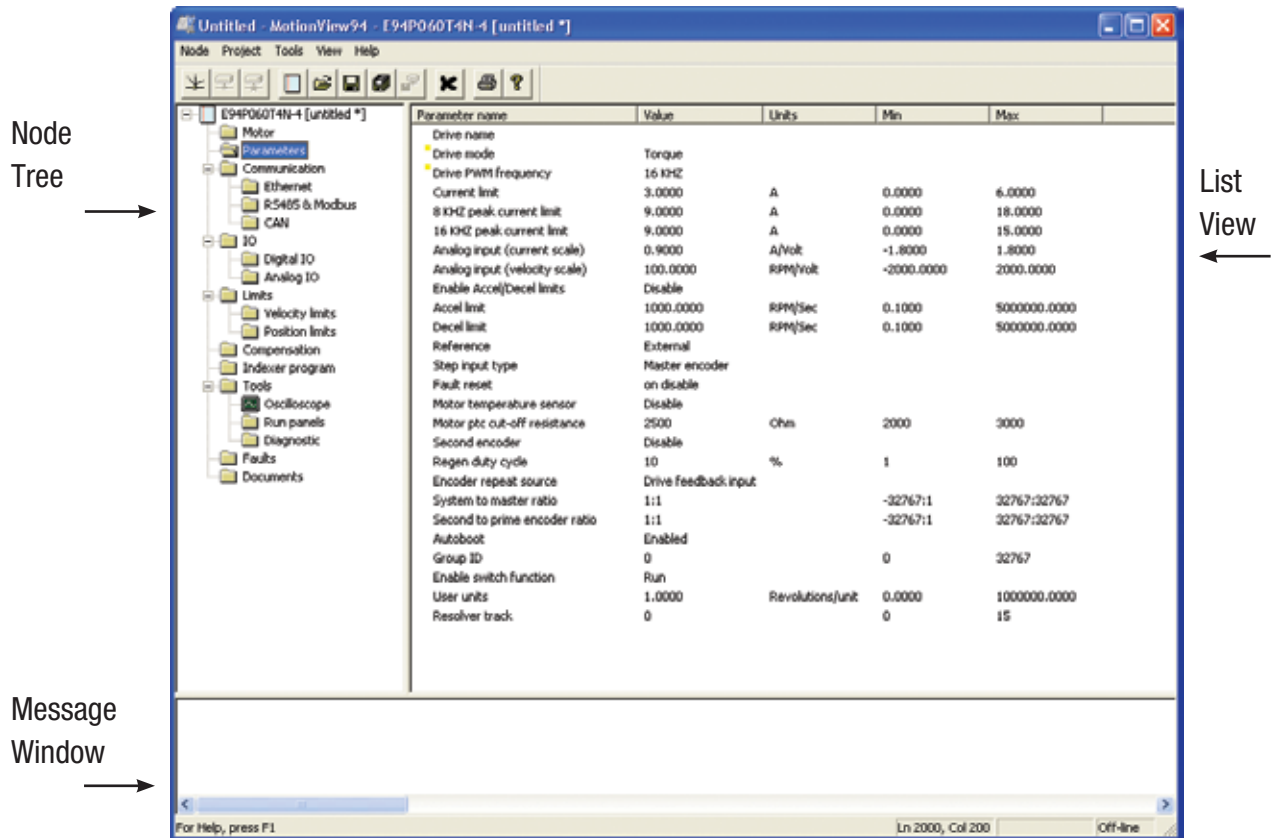 Untitled - MotionView94 - E94P060T4N-4 [untitled *]
Node Project Tools View Help
Node
Tree
E94P060T4N-4 [untitled *]
Motor
Parameters
Communication
Ethernet
RS485 & Modbus
CAN
IO
Digital IO
Analog IO
Limits
Velocity limits
Position limits
Compensation
Indexer program
Tools
Oscilloscope
Run panels
Diagnostic
Faults
Documents
Parameter name Value Units Min Max
Drive name
Drive mode Torque
Drive PWM frequency 16 KHZ
Current limit 3.0000 A 0.0000 6.0000
8 KHZ peak current limit 9.0000 A 0.0000 18.0000
16 KHZ peak current limit 9.0000 A 0.0000 15.0000
Analog input (current scale) 0.9000 A/Volt -1.8000 1.8000
Analog input (velocity scale) 100.0000 RPM/Volt -2000.0000 2000.0000
Enable Accel/Decel limits Disable
Accel limit 1000.0000 RPM/Sec 0.1000 5000000.0000
Decel limit 1000.0000 RPM/Sec 0.1000 5000000.0000
Reference External
Step input type Master encoder
Fault reset on disable
Motor temperature sensor Disable
Motor ptc cut-off resistance 2500 Ohm 2000 3000
Second encoder Disable
Regen duty cycle 10 % 1 100
Encoder repeat source Drive feedback input
System to master ratio 1:1 -32767:1 32767:32767
Second to prime encoder ratio 1:1 -32767:1 32767:32767
Autoboot Enabled
Group ID 0 0 32767
Enable switch function Run
User units 1.0000 Revolutions/unit 0.0000 1000000.0000
Resolver track 0 0 15
List
View
Message
Window
For Help, press F1 Ln 2000, Col 200 Off-line